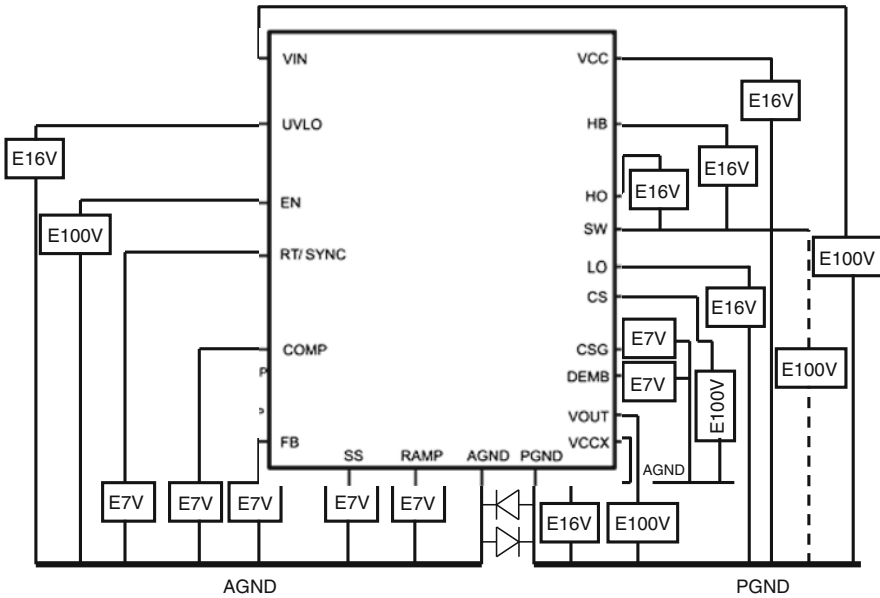 VIN
VCC
E16V
UVLO
HB
E16V
E16V
EN
HO
E16V
SW
E100V
RT/SYNC
E100V
LO
CS
E16V
E7V
COMP
CSG
E100V
E7V
DEMB
E100V
VOUT
FB
SS
RAMP
AGND
PGND
VCCX
AGND
E7V
E7V
E7V
E7V
E7V
E16V
E100V
AGND
PGND